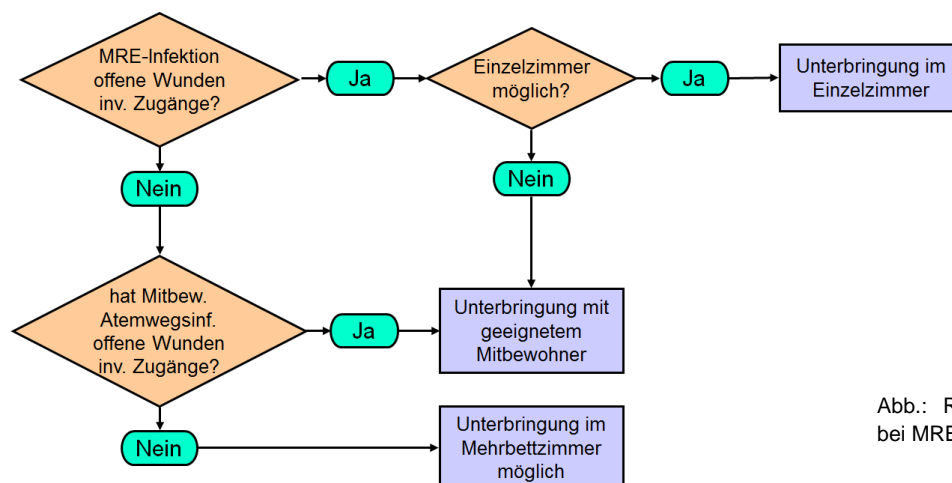 MRE-Infektion
offene Wunden
inv. Zugänge?
Ja
Einzelzimmer
möglich?
Ja
Unterbringung im
Einzelzimmer
Nein
Nein
hat Mitbew.
Atemwegsinf.
offene Wunden
inv. Zugänge?
Ja
Unterbringung mit
geeignetem
Mitbewohner
Nein
Unterbringung im
Mehrbettzimmer
möglich
Abb.:
bei MRE